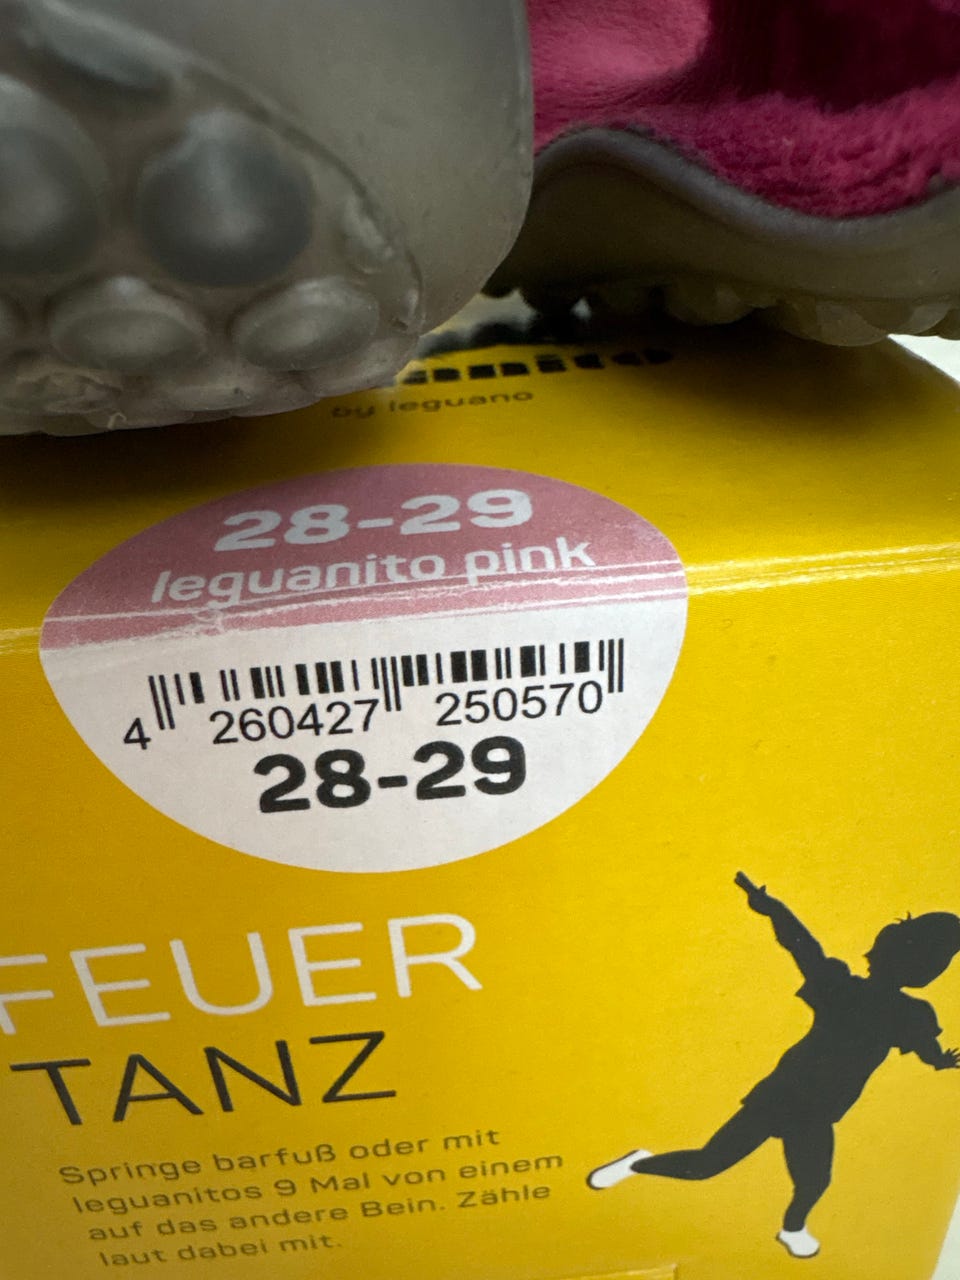 by leguano
28-29
leguanito pink
4 260427 250570
28-29
FEUER
TANZ
Springe barfuß oder mit
leguanitos 9 Mal von einem
auf das andere Bein. Zähle
laut dabei mit.